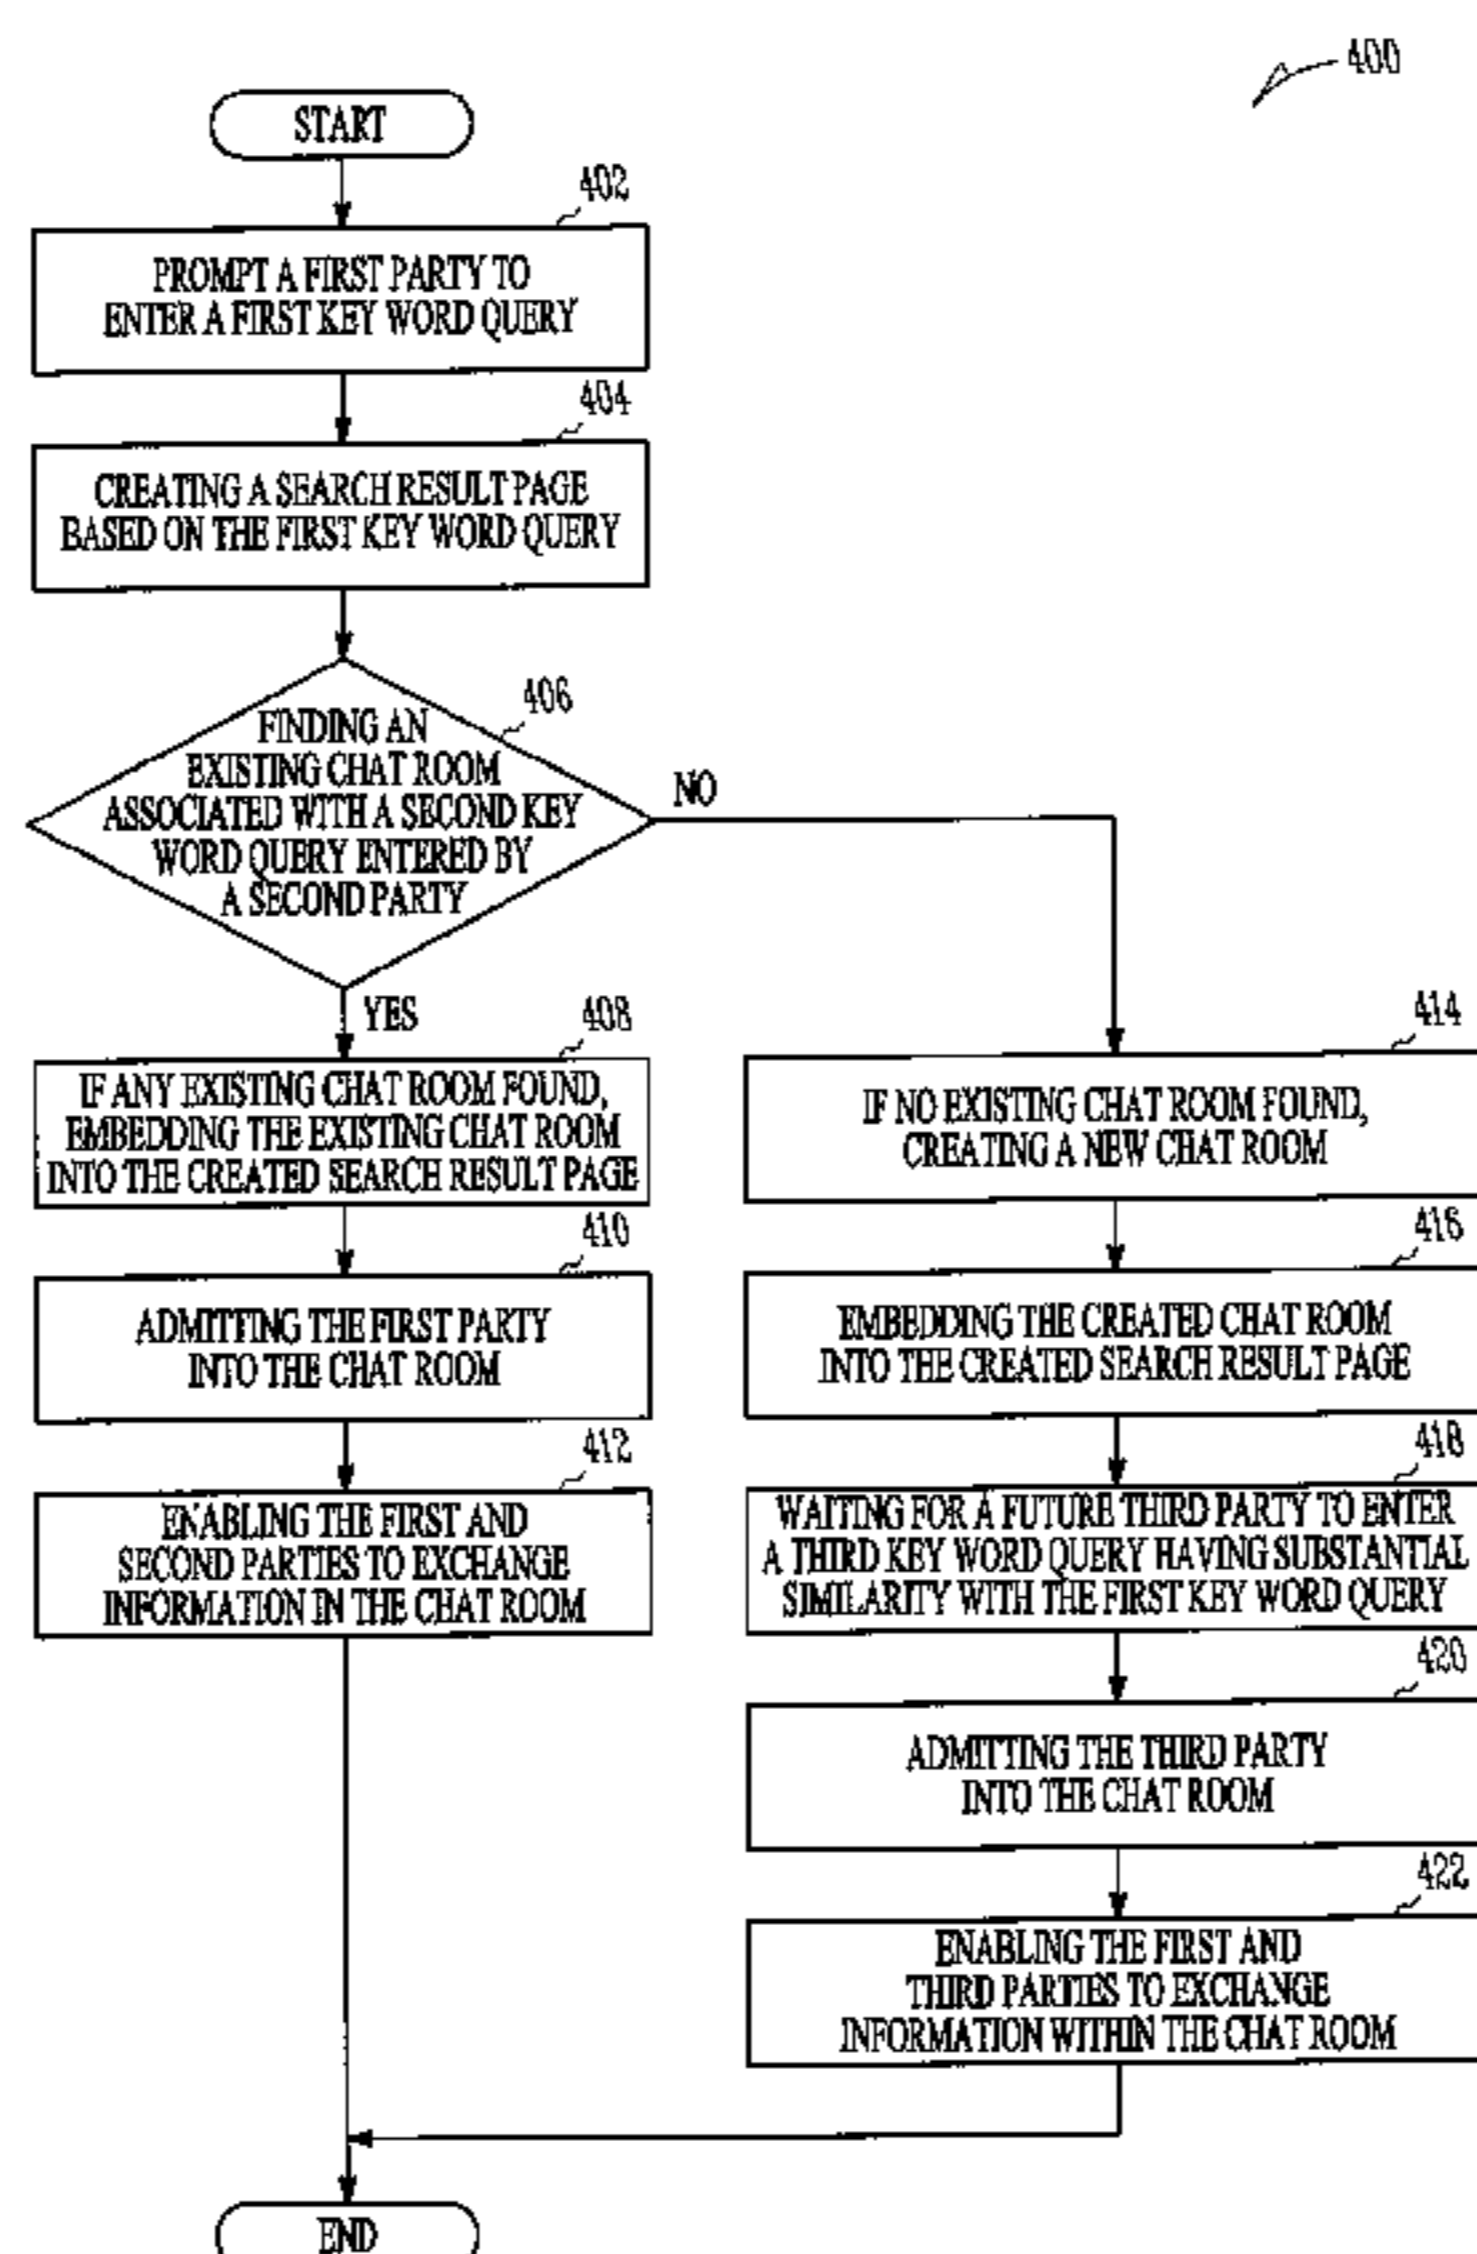 400
START
402
PROMPT A FIRST PARTY TO
ENTER A FIRST KEY WORD QUERY
404
CREATING A SEARCH RESULT PAGE
BASED ON THE FIRST KEY WORD QUERY
406
FINDING AN
EXISTING CHAT ROOM
ASSOCIATED WITH A SECOND KEY
WORD QUERY ENTERED BY
A SECOND PARTY
NO
YES
408
IF ANY EXISTING CHAT ROOM FOUND,
EMBEDDING THE EXISTING CHAT ROOM
INTO THE CREATED SEARCH RESULT PAGE
410
ADMITTING THE FIRST PARTY
INTO THE CHAT ROOM
412
ENABLING THE FIRST AND
SECOND PARTIES TO EXCHANGE
INFORMATION IN THE CHAT ROOM
414
IF NO EXISTING CHAT ROOM FOUND,
CREATING A NEW CHAT ROOM
416
EMBEDDING THE CREATED CHAT ROOM
INTO THE CREATED SEARCH RESULT PAGE
418
WAITING FOR A FUTURE THIRD PARTY TO ENTER
A THIRD KEY WORD QUERY HAVING SUBSTANTIAL
SIMILARITY WITH THE FIRST KEY WORD QUERY
420
ADMITTING THE THIRD PARTY
INTO THE CHAT ROOM
422
ENABLING THE FIRST AND
THIRD PARTIES TO EXCHANGE
INFORMATION WITHIN THE CHAT ROOM
END